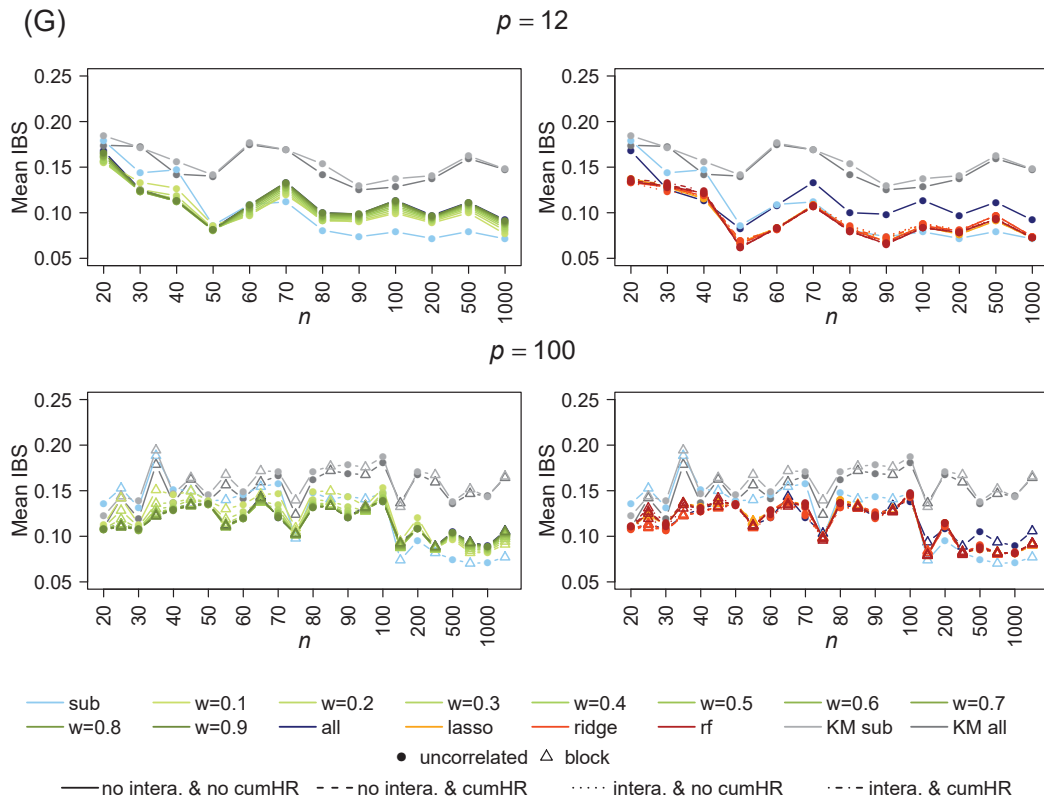 (G)
p = 12
Mean IBS
0.25
0.20
0.15
0.10
0.05
20 30 40 50 60 70 80 90 100 200 500 1000
n
Mean IBS
0.25
0.20
0.15
0.10
0.05
20 30 40 50 60 70 80 90 100 200 500 1000
n
p = 100
Mean IBS
0.25
0.20
0.15
0.10
0.05
20 30 40 50 60 70 80 90 100 200 500 1000
n
Mean IBS
0.25
0.20
0.15
0.10
0.05
20 30 40 50 60 70 80 90 100 200 500 1000
n
sub w=0.1 w=0.2 w=0.3 w=0.4 w=0.5 w=0.6 w=0.7
w=0.8 w=0.9 all lasso ridge rf KM sub KM all
uncorrelated block
no intera. & no cumHR no intera. & cumHR intera. & no cumHR intera. & cumHR